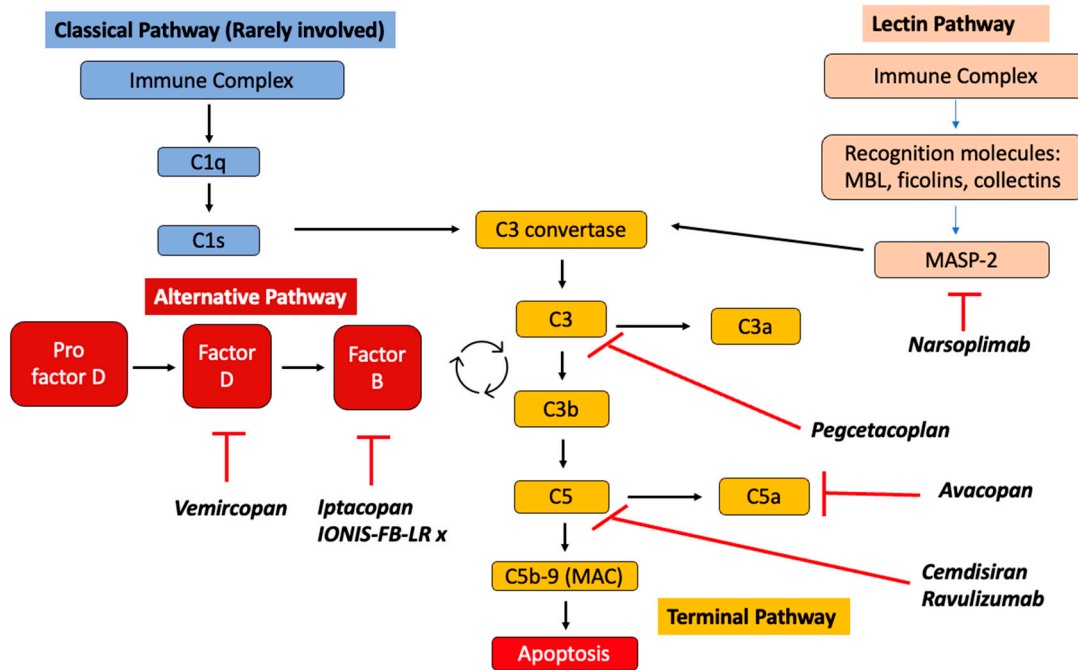 Classical Pathway (Rarely involved)
Immune Complex
C1q
C1s
Lectin Pathway
Immune Complex
Recognition molecules:
MBL, ficolins, collectins
MASP-2
Narsoplimab
Alternative Pathway
Pro
factor D
Factor
D
Factor
B
Vemircopan
Iptacopan
IONIS-FB-LR x
C3 convertase
C3
C3a
C3b
Pegcetacoplan
C5
C5a
Avacopan
C5b-9 (MAC)
Cemdisiran
Ravulizumab
Terminal Pathway
Apoptosis